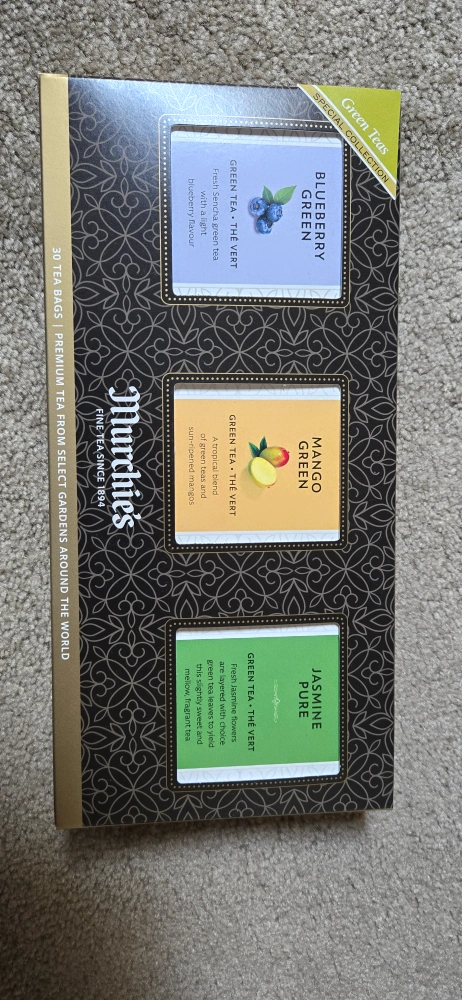 Green Teas
SPECIAL COLLECTION
BLUEBERRY
GREEN
GREEN TEA • THÉ VERT
Fresh Sencha green tea
with a light
blueberry flavour
MANGO
GREEN
GREEN TEA • THÉ VERT
A tropical blend
of green teas and
sun-ripened mangos
JASMINE
PURE
GREEN TEA • THÉ VERT
Fresh Jasmine flowers
are layered with choice
green tea leaves to yield
this slightly sweet and
mellow, fragrant tea
Murchie's
FINE TEA SINCE 1894
30 TEA BAGS | PREMIUM TEA FROM SELECT GARDENS AROUND THE WORLD